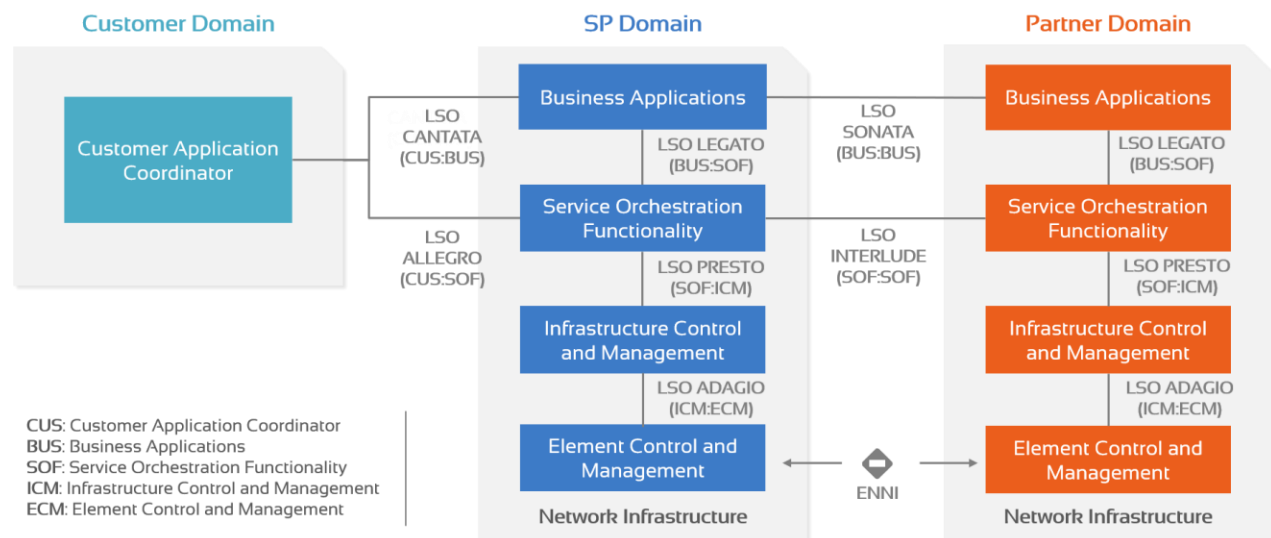 Customer Domain
SP Domain
Partner Domain
Customer Application
Coordinator
LSO
CANTATA
(CUS:BUS)
LSO
ALLEGRO
(CUS:SOF)
Business Applications
LSO LEGATO
(BUS:SOF)
Service Orchestration
Functionality
LSO PRESTO
(SOF:ICM)
Infrastructure Control
and Management
LSO ADAGIO
(ICM:ECM)
Element Control and
Management
Network Infrastructure
LSO
SONATA
(BUS:BUS)
LSO
INTERLUDE
(SOF:SOF)
ENNI
Business Applications
LSO LEGATO
(BUS:SOF)
Service Orchestration
Functionality
LSO PRESTO
(SOF:ICM)
Infrastructure Control
and Management
LSO ADAGIO
(ICM:ECM)
Element Control and
Management
Network Infrastructure
CUS: Customer Application Coordinator
BUS: Business Applications
SOF: Service Orchestration Functionality
ICM: Infrastructure Control and Management
ECM: Element Control and Management